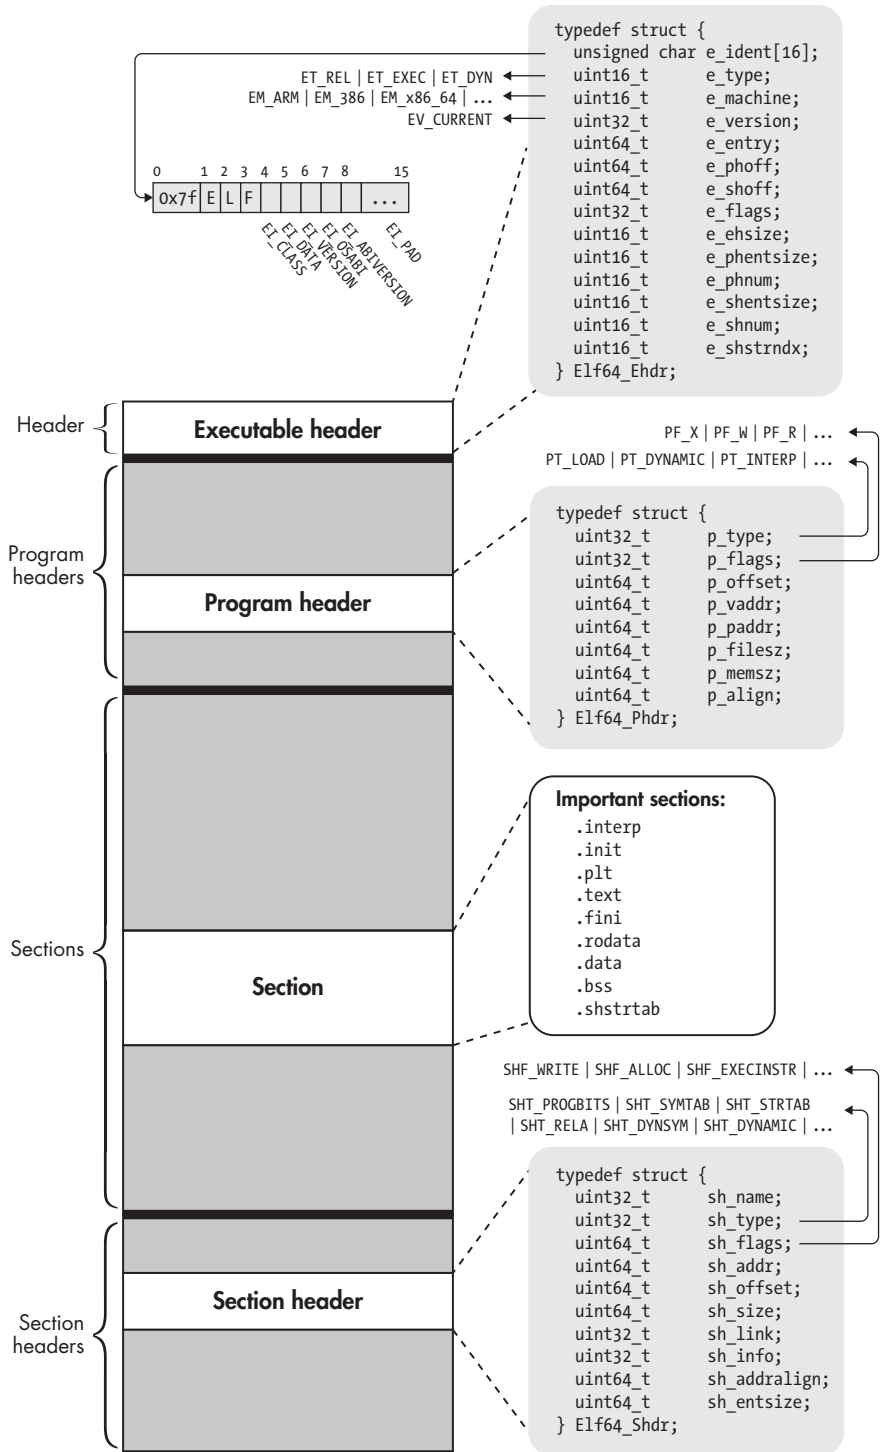 typedef struct {
unsigned char e_ident[16];
uint16_t e_type;
uint16_t e_machine;
uint32_t e_version;
uint64_t e_entry;
uint64_t e_phoff;
uint64_t e_shoff;
uint32_t e_flags;
uint16_t e_ehsize;
uint16_t e_phentsize;
uint16_t e_phnum;
uint16_t e_shentsize;
uint16_t e_shnum;
uint16_t e_shstrndx;
} Elf64_Ehdr;
ET_REL | ET_EXEC | ET_DYN
EM_ARM | EM_386 | EM_x86_64 | ...
EV_CURRENT
0 1 2 3 4 5 6 7 8 15
0x7f E L F ...
EI_CLASS
EI_DATA
EI_VERSION
EI_OSABI
EI_ABIVERSION
EI_PAD
Header
Executable header
PF_X | PF_W | PF_R | ...
PT_LOAD | PT_DYNAMIC | PT_INTERP | ...
Program
headers
Program header
typedef struct {
uint32_t p_type;
uint32_t p_flags;
uint64_t p_offset;
uint64_t p_vaddr;
uint64_t p_paddr;
uint64_t p_filesz;
uint64_t p_memsz;
uint64_t p_align;
} Elf64_Phdr;
Sections
Section
Important sections:
.interp
.init
.plt
.text
.fini
.rodata
.data
.bss
.shstrtab
SHF_WRITE | SHF_ALLOC | SHF_EXECINSTR | ...
SHT_PROGBITS | SHT_SYMTAB | SHT_STRTAB
| SHT_RELA | SHT_DYNSYM | SHT_DYNAMIC | ...
Section
headers
Section header
typedef struct {
uint32_t sh_name;
uint32_t sh_type;
uint64_t sh_flags;
uint64_t sh_addr;
uint64_t sh_offset;
uint64_t sh_size;
uint32_t sh_link;
uint32_t sh_info;
uint64_t sh_addralign;
uint64_t sh_entsize;
} Elf64_Shdr;